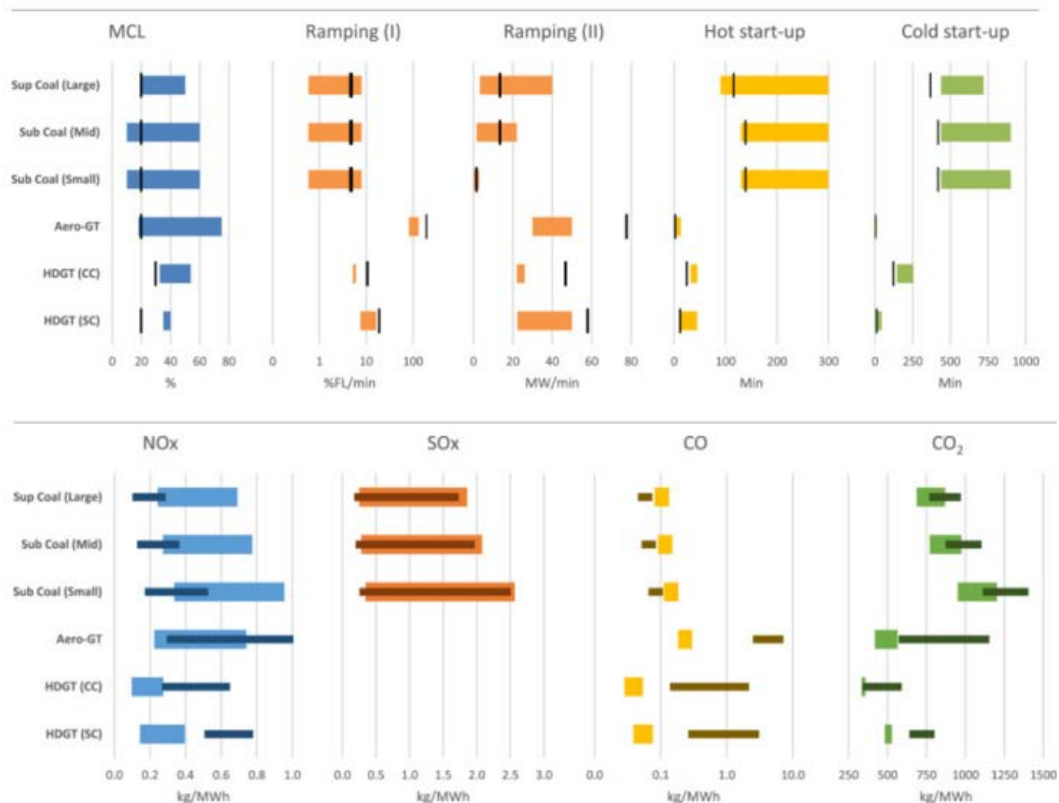 MCL Ramping (I) Ramping (II) Hot start-up Cold start-up
Sup Coal (Large)
Sub Coal (Mid)
Sub Coal (Small)
Aero-GT
HDGT (CC)
HDGT (SC)
0 20 40 60 80 0 1 10 100 0 20 40 60 80 0 100 200 300 0 250 500 750 1000
% %FL/min MW/min Min Min
NOx SOx CO CO₂
Sup Coal (Large)
Sub Coal (Mid)
Sub Coal (Small)
Aero-GT
HDGT (CC)
HDGT (SC)
0.0 0.2 0.4 0.6 0.8 1.0 0.0 0.5 1.0 1.5 2.0 2.5 3.0 0.0 0.1 1.0 10.0 250 500 750 1000 1250 1500
kg/MWh kg/MWh kg/MWh kg/MWh